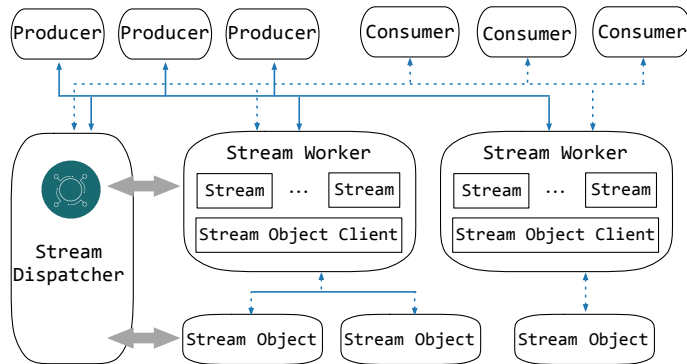 Producer
Producer
Producer
Consumer
Consumer
Consumer
Stream Worker
Stream
...
Stream
Stream Object Client
Stream Worker
Stream
...
Stream
Stream Object Client
Stream
Dispatcher
Stream Object
Stream Object
Stream Object